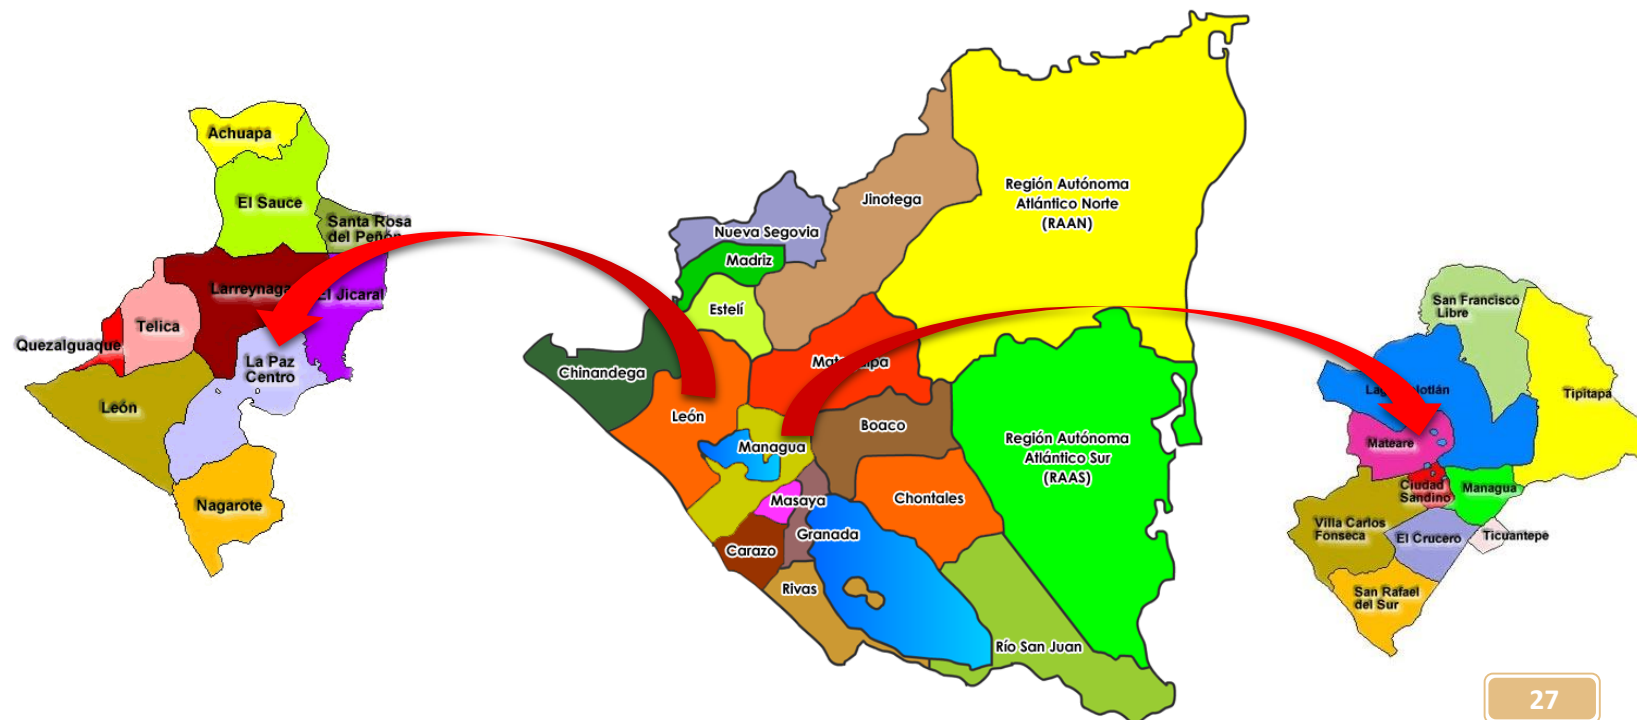 Achuapa
El Sauce
Santa Rosa
del Peñón
Larreynaga
El Jicaral
Telica
Quezalguaque
La Paz
Centro
León
Nagarote
Jinotega
Región Autónoma
Atlántico Norte
(RAAN)
Nueva Segovia
Madriz
Estelí
Chinandega
Matagalpa
León
Boaco
Managua
Región Autónoma
Atlántico Sur
(RAAS)
Masaya
Chontales
Granada
Carazo
Rivas
Río San Juan
San Francisco
Libre
Tipitapa
Mateare
Ciudad
Sandino
Managua
Villa Carlos
Fonseca
El Crucero
Ticuantepe
San Rafael
del Sur
27